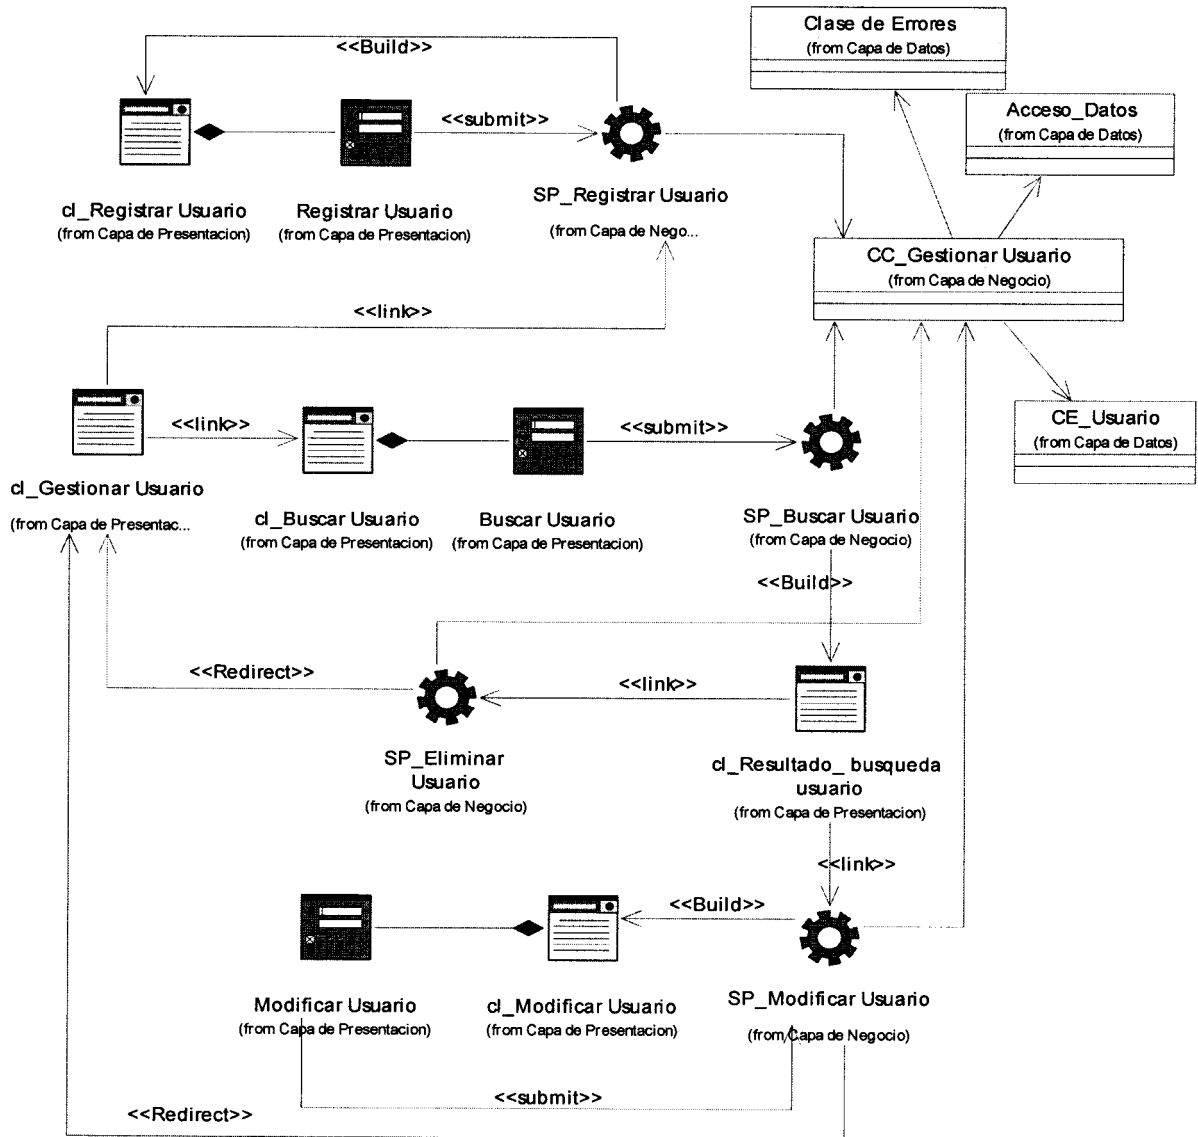 Clase de Errores
(from Capa de Datos)
<<Build>>
Acceso_Datos
(from Capa de Datos)
<<submit>>
cl_Registrar Usuario
(from Capa de Presentacion)
Registrar Usuario
(from Capa de Presentacion)
SP_Registrar Usuario
(from Capa de Nego...
CC_Gestionar Usuario
(from Capa de Negocio)
<<link>>
<<link>>
<<submit>>
CE_Usuario
(from Capa de Datos)
cl_Gestionar Usuario
(from Capa de Presentac...
cl_Buscar Usuario
(from Capa de Presentacion)
Buscar Usuario
(from Capa de Presentacion)
SP_Buscar Usuario
(from Capa de Negocio)
<<Build>>
<<Redirect>>
<<link>>
SP_Eliminar
Usuario
(from Capa de Negocio)
cl_Resultado_ busqueda
usuario
(from Capa de Presentacion)
<<link>>
<<Build>>
Modificar Usuario
(from Capa de Presentacion)
cl_Modificar Usuario
(from Capa de Presentacion)
SP_Modificar Usuario
(from Capa de Negocio)
<<submit>>
<<Redirect>>